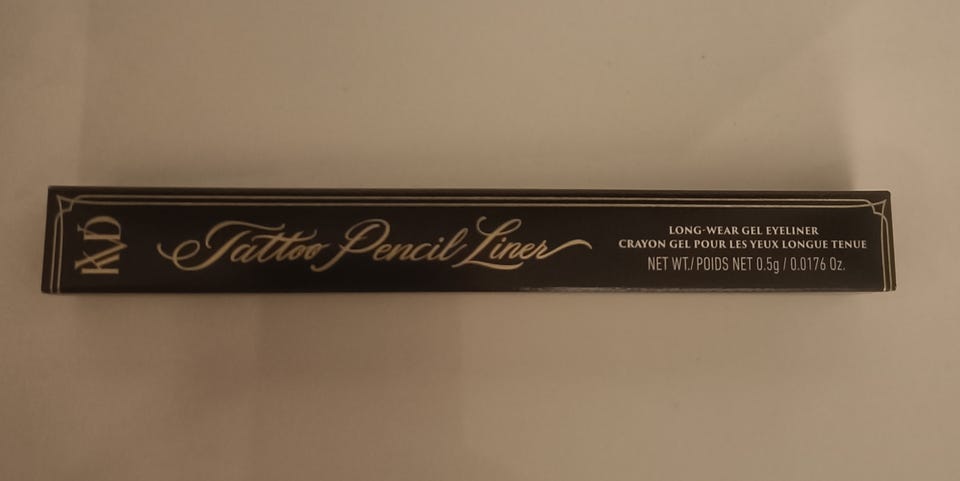 KVD
Tattoo Pencil Liner
LONG-WEAR GEL EYELINER
CRAYON GEL POUR LES YEUX LONGUE TENUE
NET WT./POIDS NET 0.5g / 0.0176 Oz.